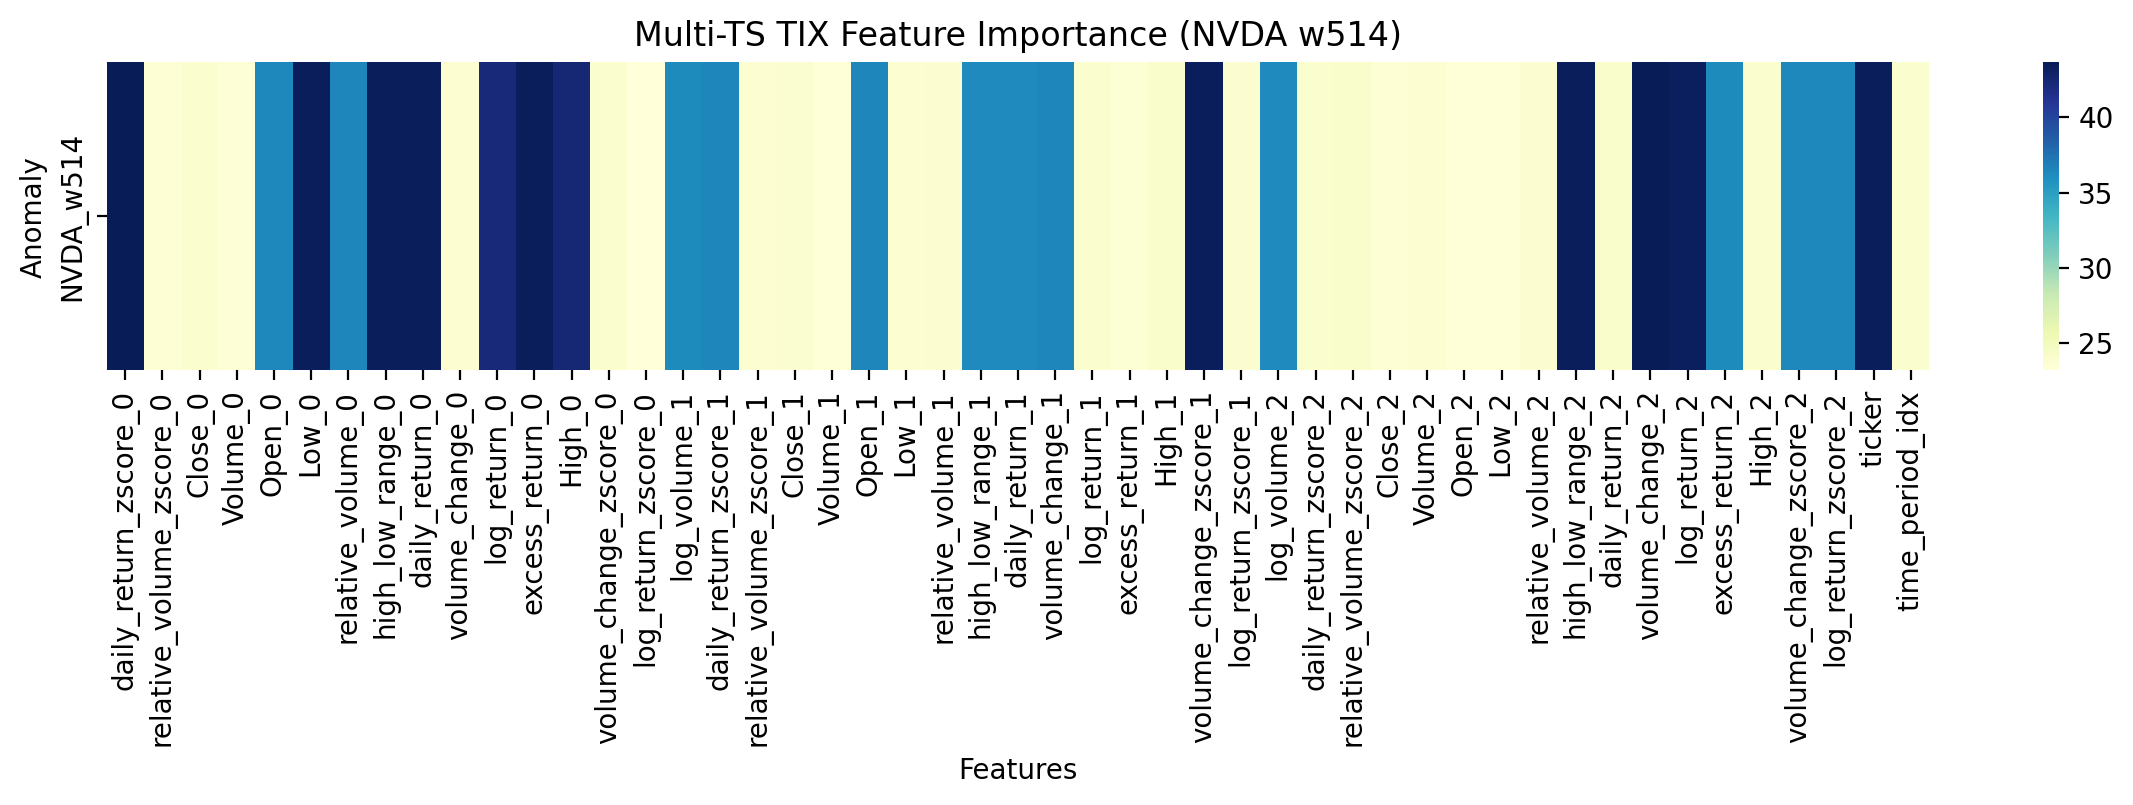 Multi-TS TIX Feature Importance (NVDA w514)
Anomaly
NVDA_w514
40
35
30
25
daily_return_zscore_0
relative_volume_zscore_0
Close_0
Volume_0
Open_0
Low_0
relative_volume_0
high_low_range_0
daily_return_0
volume_change_0
log_return_0
excess_return_0
High_0
volume_change_zscore_0
log_return_zscore_0
log_volume_1
daily_return_zscore_1
relative_volume_zscore_1
Close_1
Volume_1
Open_1
Low_1
relative_volume_1
high_low_range_1
daily_return_1
volume_change_1
log_return_1
excess_return_1
High_1
volume_change_zscore_1
log_return_zscore_1
log_volume_2
daily_return_zscore_2
relative_volume_zscore_2
Close_2
Volume_2
Open_2
Low_2
relative_volume_2
high_low_range_2
daily_return_2
volume_change_2
log_return_2
excess_return_2
High_2
volume_change_zscore_2
log_return_zscore_2
ticker
time_period_idx
Features